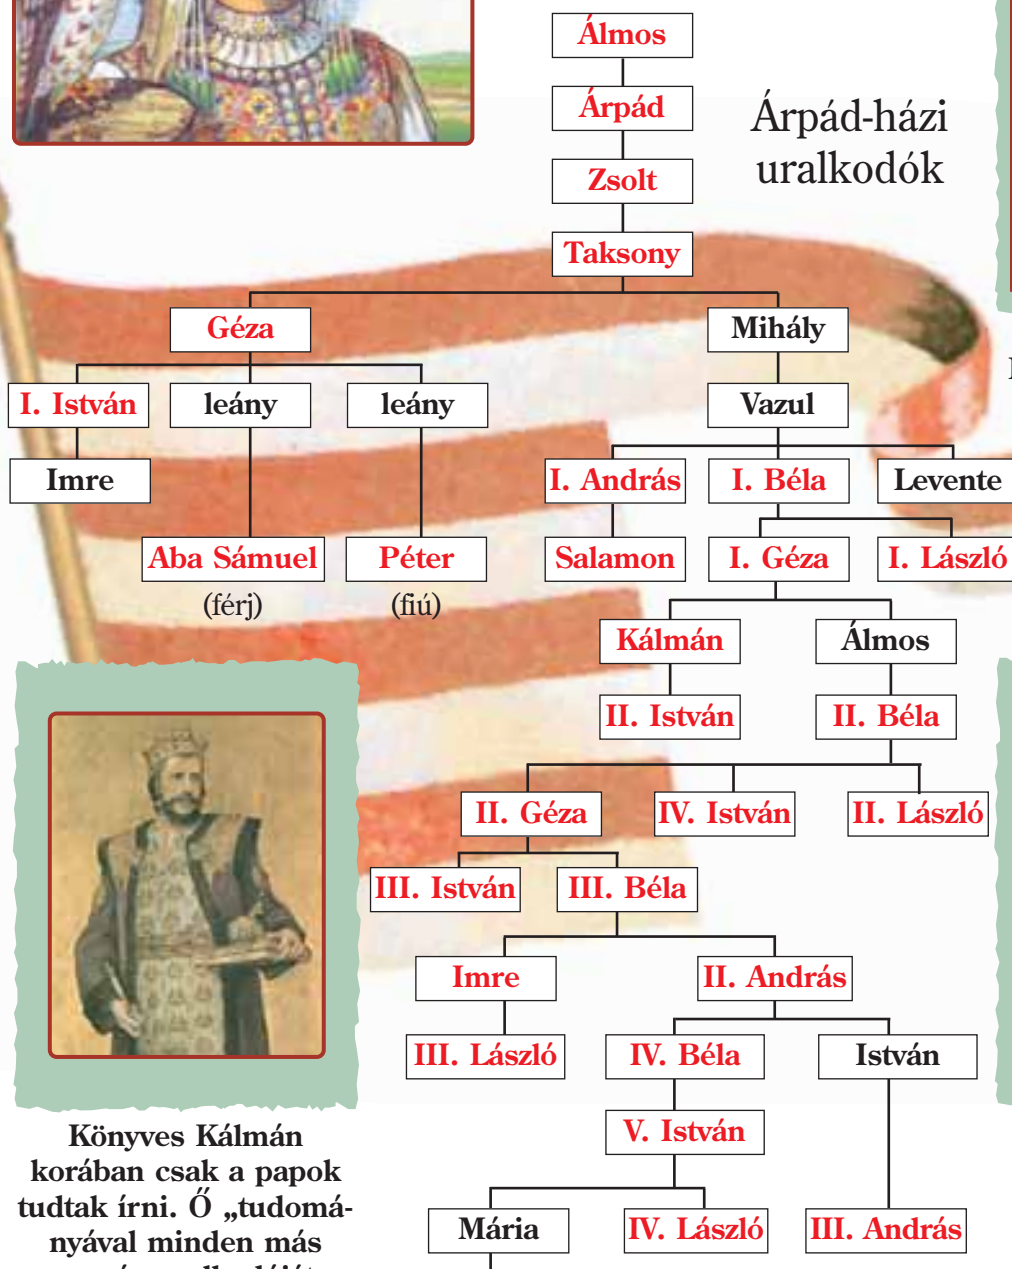 Álmos
Árpád
Árpád-házi
uralkodók
Zsolt
Taksony
Géza
Mihály
I. István
leány
leány
Vazul
Imre
I. András
I. Béla
Levente
Aba Sámuel
Péter
Salamon
I. Géza
I. László
(férj)
(fiú)
Kálmán
Álmos
II. István
II. Béla
II. Géza
IV. István
II. László
III. István
III. Béla
Imre
II. András
III. László
IV. Béla
István
V. István
Mária
IV. László
III. András
Könyves Kálmán
korában csak a papok
tudtak írni. Ő „tudomá-
nyával minden más